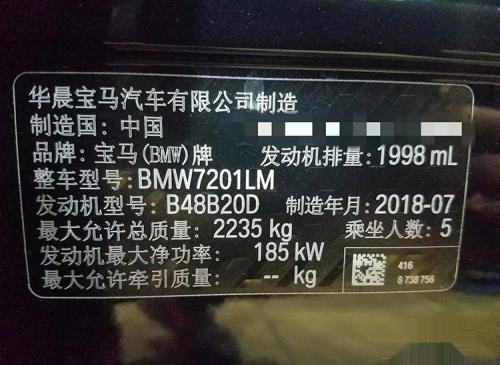 华晨宝马汽车有限公司制造
制造国: 中国
品牌: 宝马(BMW)牌 发动机排量: 1998 mL
整车型号: BMW7201LM
发动机型号: B48B20D 制造年月: 2018-07
最大允许总质量: 2235 kg 乘坐人数: 5
发动机最大净功率: 185 kW
最大允许牵引质量: -- kg
416
8 738 756